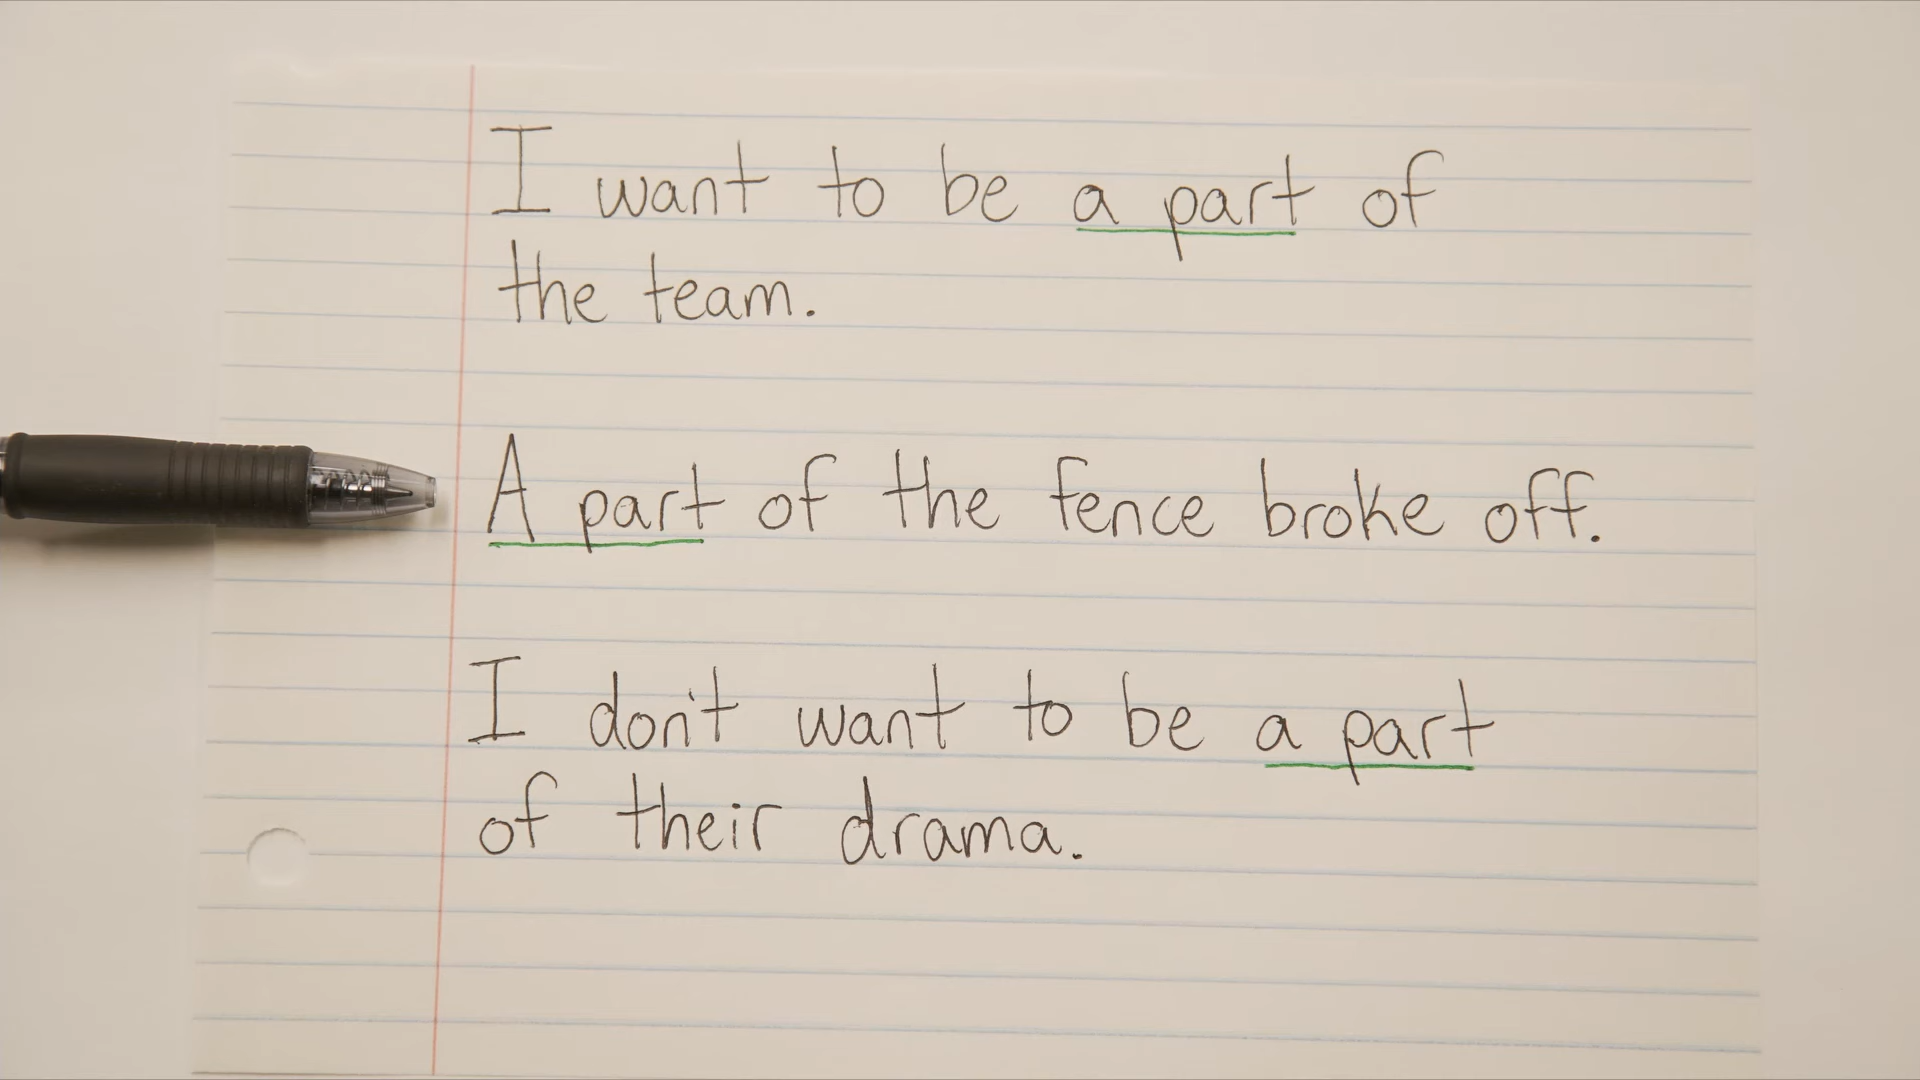 I want to be a part of
the team.
A part of the fence broke off.
I don't want to be a part
of their drama.